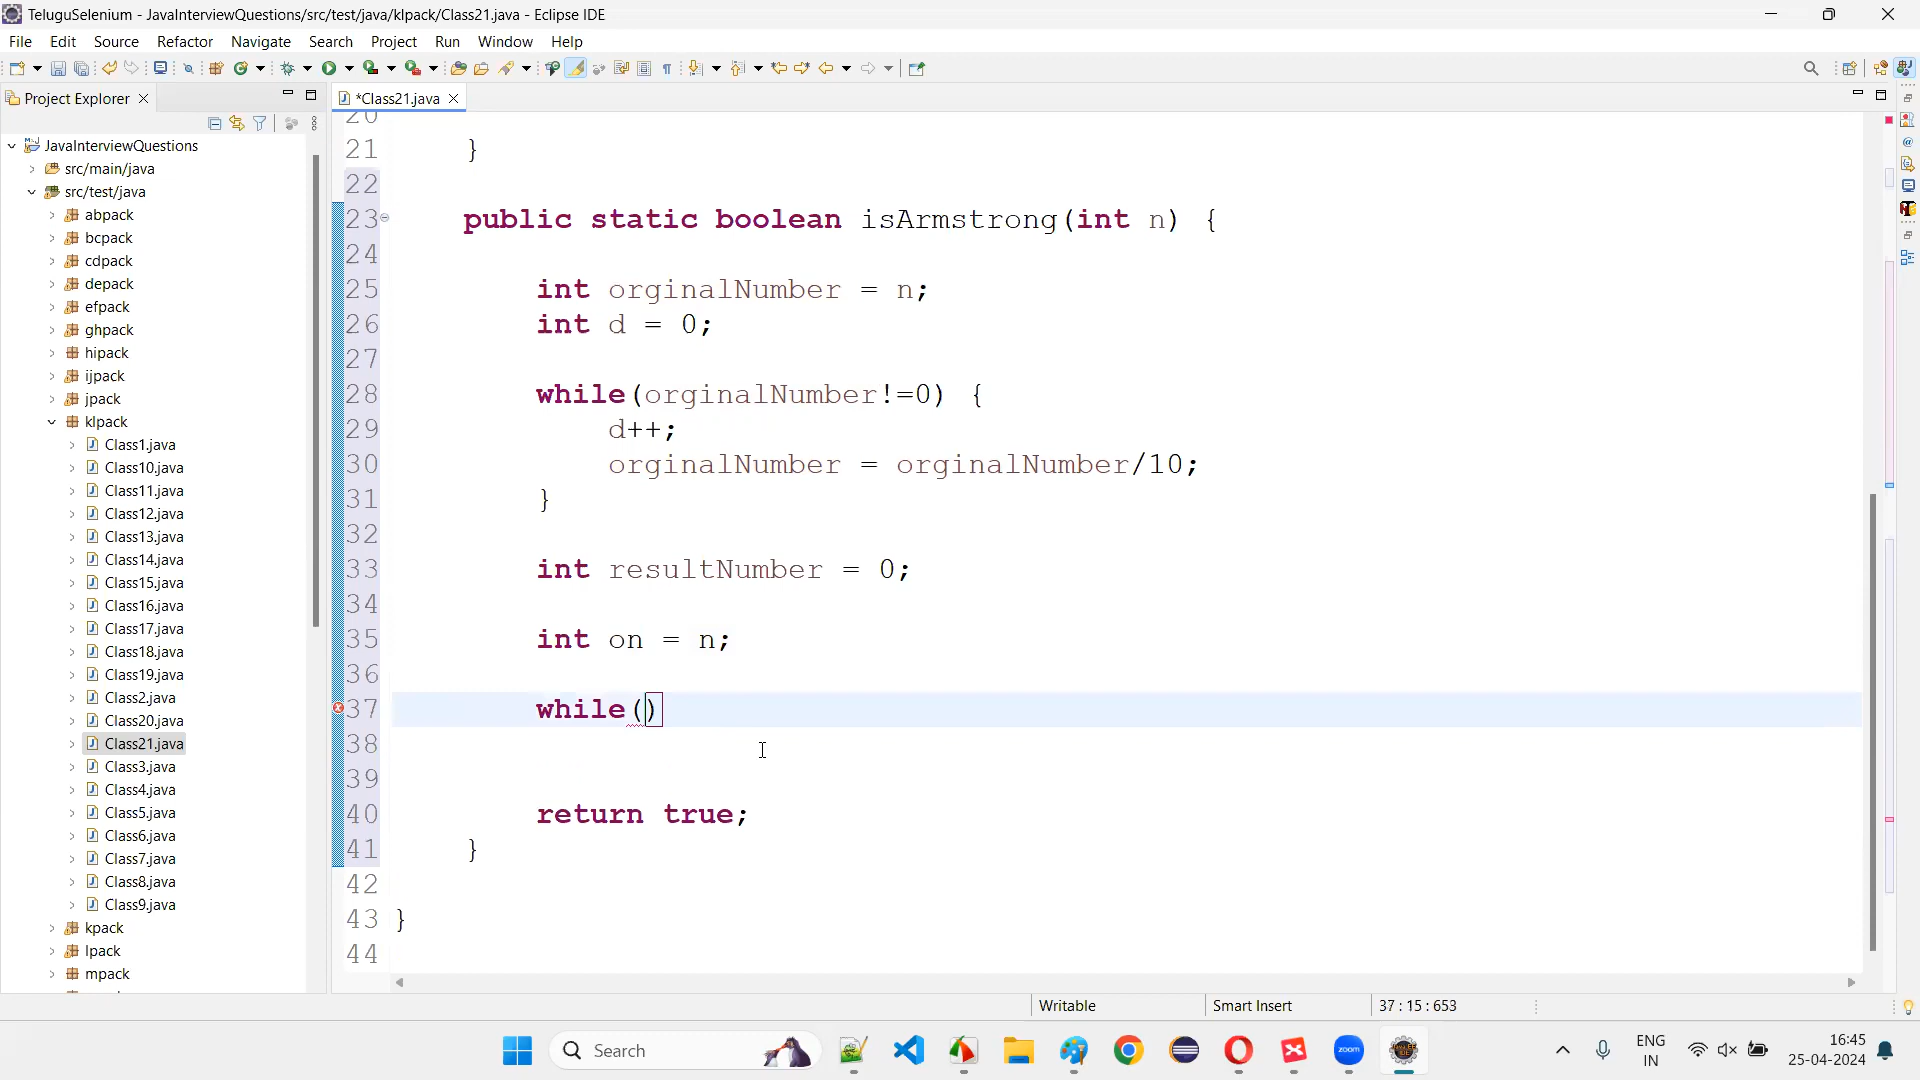 TeluguSelenium - JavaInterviewQuestions/src/test/java/klpack/Class21.java - Eclipse IDE
File Edit Source Refactor Navigate Search Project Run Window Help
Project Explorer
*Class21.java
JavaInterviewQuestions
src/main/java
src/test/java
abpack
bcpack
cdpack
depack
efpack
ghpack
hipack
ijpack
jpack
klpack
Class1.java
Class10.java
Class11.java
Class12.java
Class13.java
Class14.java
Class15.java
Class16.java
Class17.java
Class18.java
Class19.java
Class2.java
Class20.java
Class21.java
Class3.java
Class4.java
Class5.java
Class6.java
Class7.java
Class8.java
Class9.java
kpack
lpack
mpack
20
21 }
22
23 public static boolean isArmstrong(int n) {
24
25 int orginalNumber = n;
26 int d = 0;
27
28 while(orginalNumber!=0) {
29 d++;
30 orginalNumber = orginalNumber/10;
31 }
32
33 int resultNumber = 0;
34
35 int on = n;
36
37 while()
38
39
40 return true;
41 }
42
43 }
44
Writable Smart Insert 37 : 15 : 653
Search
zoom
ENG
IN
16:45
25-04-2024